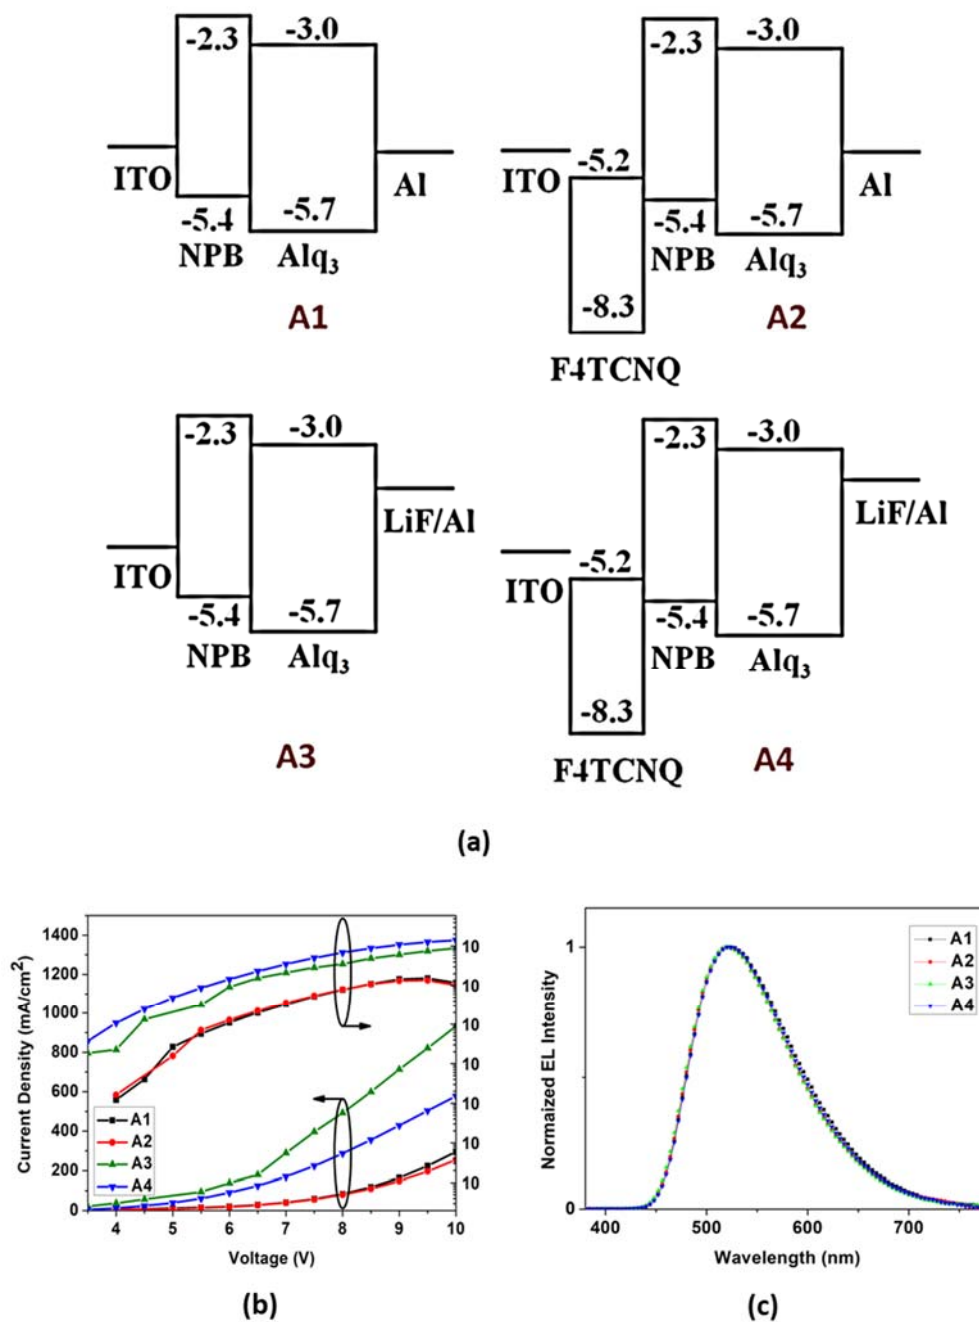 -2.3
-3.0
ITO
Al
-5.4
-5.7
NPB
Alq3
A1
-2.3
-3.0
ITO
-5.2
Al
-5.4
-5.7
NPB
Alq3
-8.3
A2
F4TCNQ
-2.3
-3.0
LiF/Al
ITO
-5.4
-5.7
NPB
Alq3
A3
-2.3
-3.0
LiF/Al
ITO
-5.2
-5.4
-5.7
NPB
Alq3
-8.3
A4
F4TCNQ
(a)
Current Density (mA/cm2)
1400
1200
1000
800
600
400
200
0
10
10
10
10
10
10
10
A1
A2
A3
A4
4
5
6
7
8
9
10
Voltage (V)
(b)
Normaized EL Intensity
1
0
A1
A2
A3
A4
400
500
600
700
Wavelength (nm)
(c)